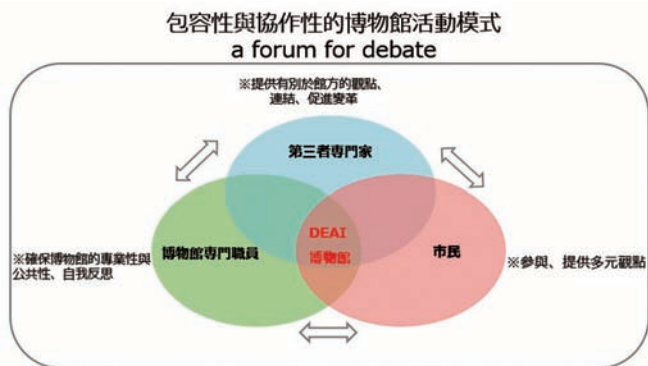 包容性與協作性的博物館活動模式
a forum for debate
※提供有別於館方的觀點、
連結、促進變革
第三者専門家
DEAI
博物館
博物館専門職員
市民
※確保博物館的專業性與
公共性、自我反思
※參與、提供多元觀點